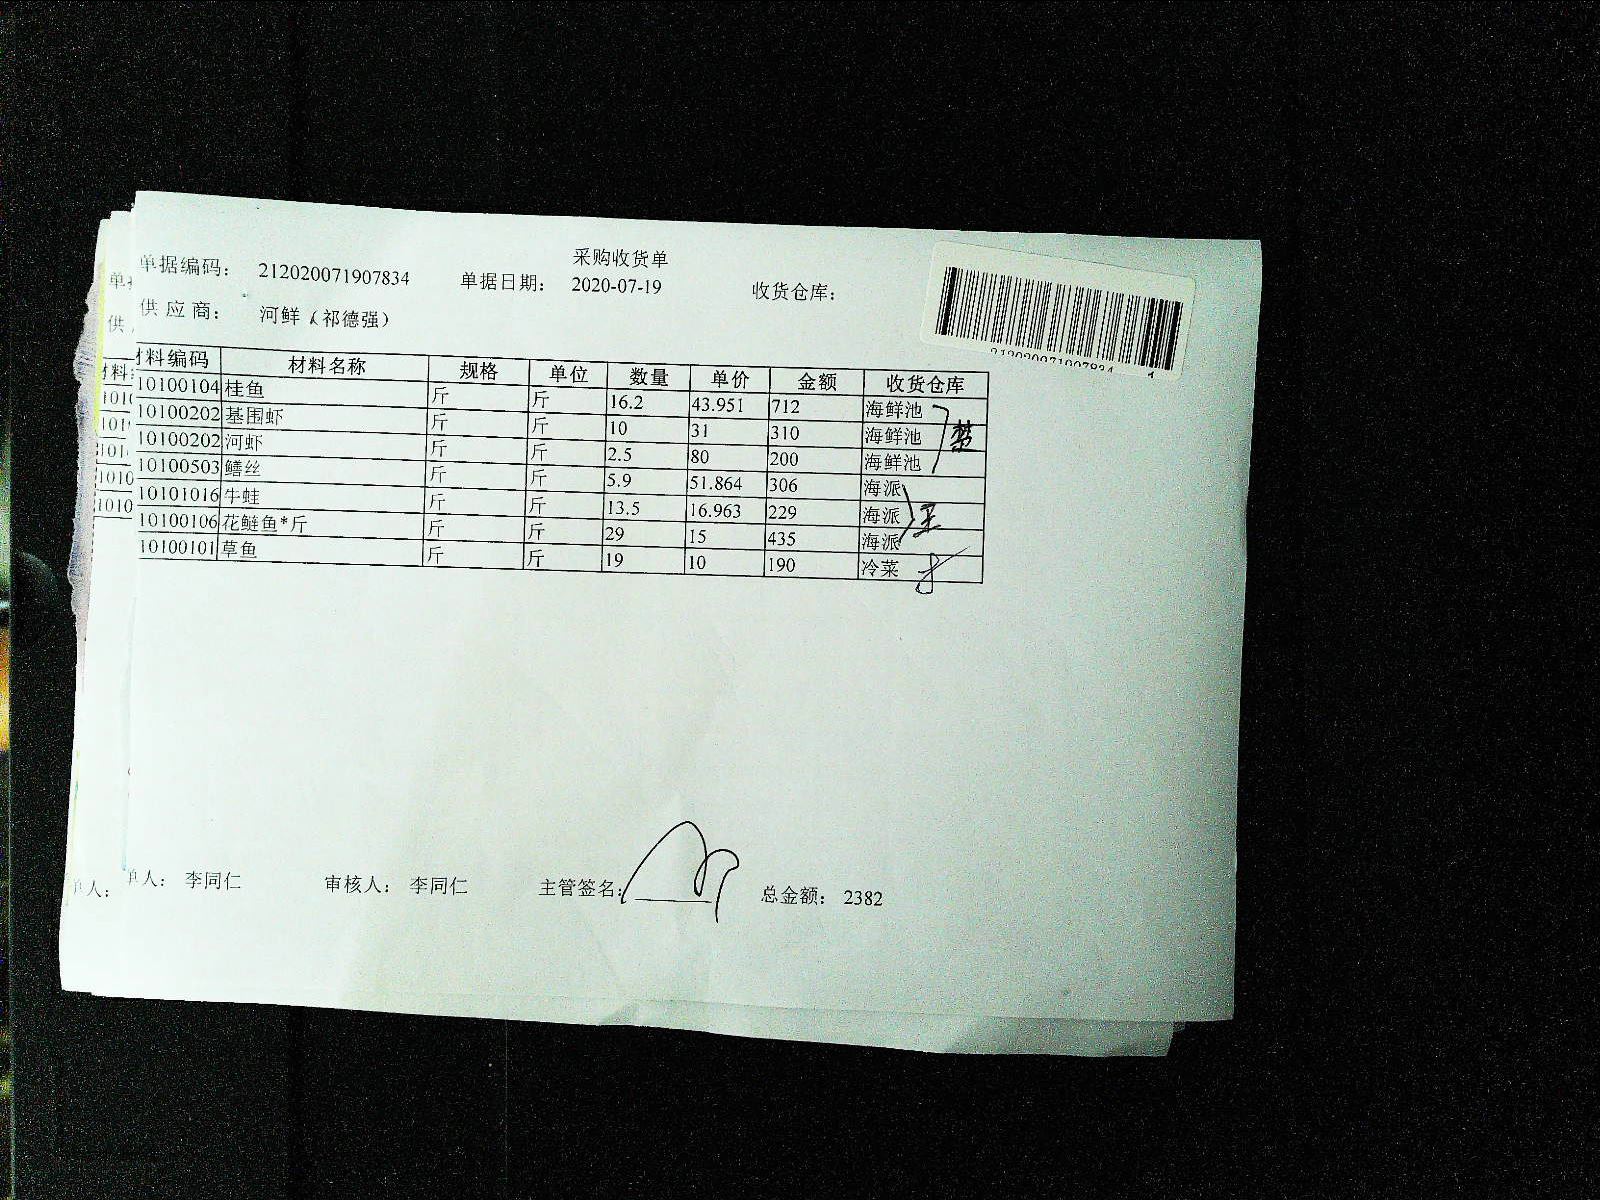 采购收货单
单据编码： 212020071907834 单据日期： 2020-07-19 收货仓库：
供应商： 河鲜（祁德强）
材料编码 材料名称 规格 单位 数量 单价 金额 收货仓库
10100104 桂鱼 斤 斤 16.2 43.951 712 海鲜池
10100202 基围虾 斤 斤 10 31 310 海鲜池
10100202 河虾 斤 斤 2.5 80 200 海鲜池
10100503 鳝丝 斤 斤 5.9 51.864 306 海派
10101016 牛蛙 斤 斤 13.5 16.963 229 海派
10100106 花鲢鱼*斤 斤 斤 29 15 435 海派
10100101 草鱼 斤 斤 19 10 190 冷菜
单人： 李同仁 审核人： 李同仁 主管签名： 总金额： 2382